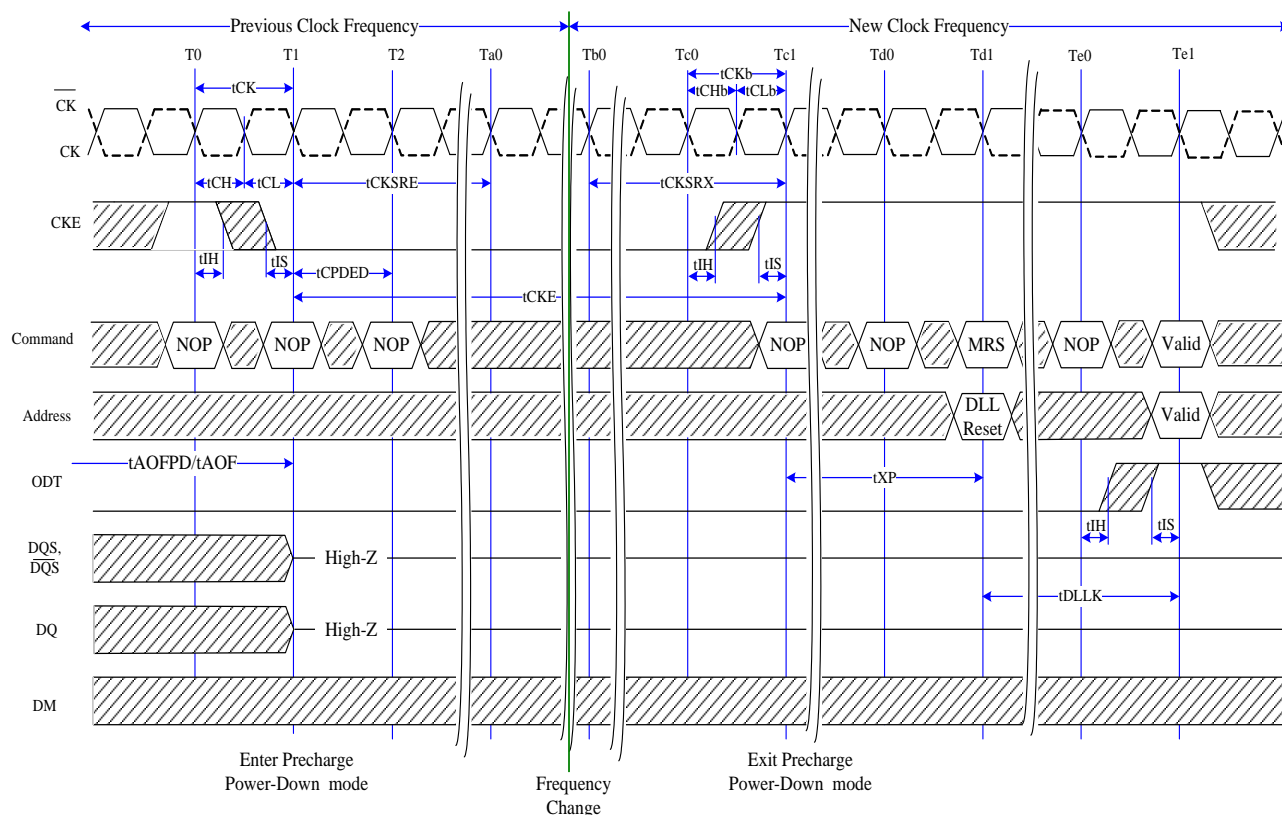 Previous Clock Frequency New Clock Frequency
T0 T1 T2 Ta0 Tb0 Tc0 Tc1 Td0 Td1 Te0 Te1
tCK tCKb
tCHb tCLb
CK
CK
tCH tCL tCKSRE tCKSRX
CKE
tIH tIS tCPDED tIH tIS
tCKE
Command NOP NOP NOP NOP NOP MRS NOP Valid
Address DLL Reset Valid
tAOFPD/tAOF
ODT tXP
tIH tIS
DQS,
DQS High-Z
tDLLK
DQ High-Z
DM
Enter Precharge
Power-Down mode
Exit Precharge
Power-Down mode
Frequency
Change